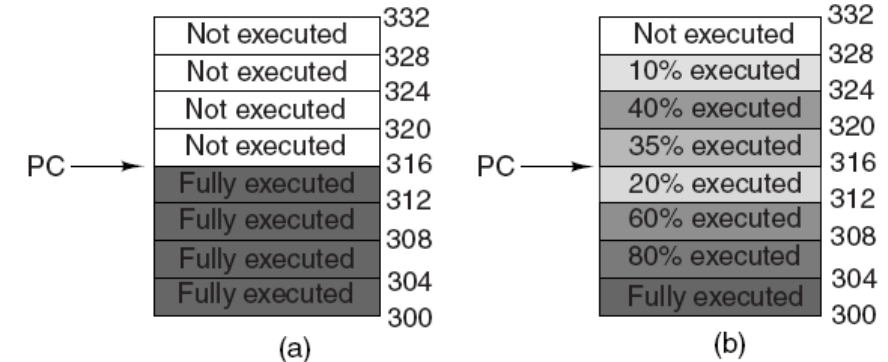 332
Not executed
328
Not executed
324
Not executed
320
Not executed
PC
316
Fully executed
312
Fully executed
308
Fully executed
304
Fully executed
300
(a)
332
Not executed
328
10% executed
324
40% executed
320
35% executed
PC
316
20% executed
312
60% executed
308
80% executed
304
Fully executed
300
(b)